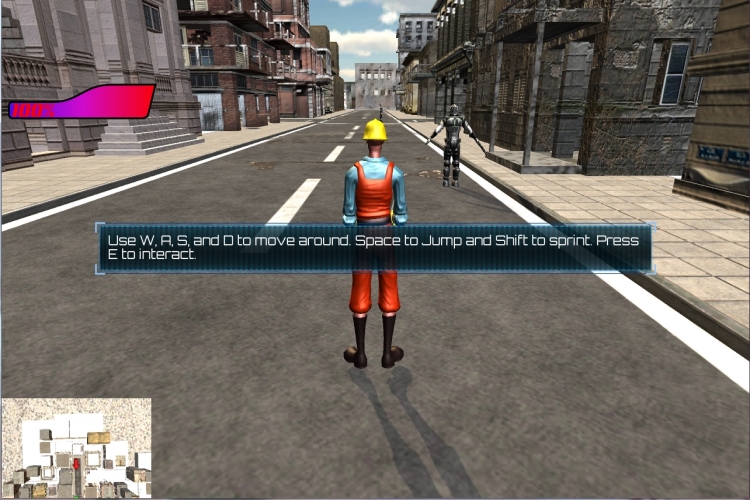 100%
Use W, A, S, and D to move around. Space to Jump and Shift to sprint. Press
E to interact.